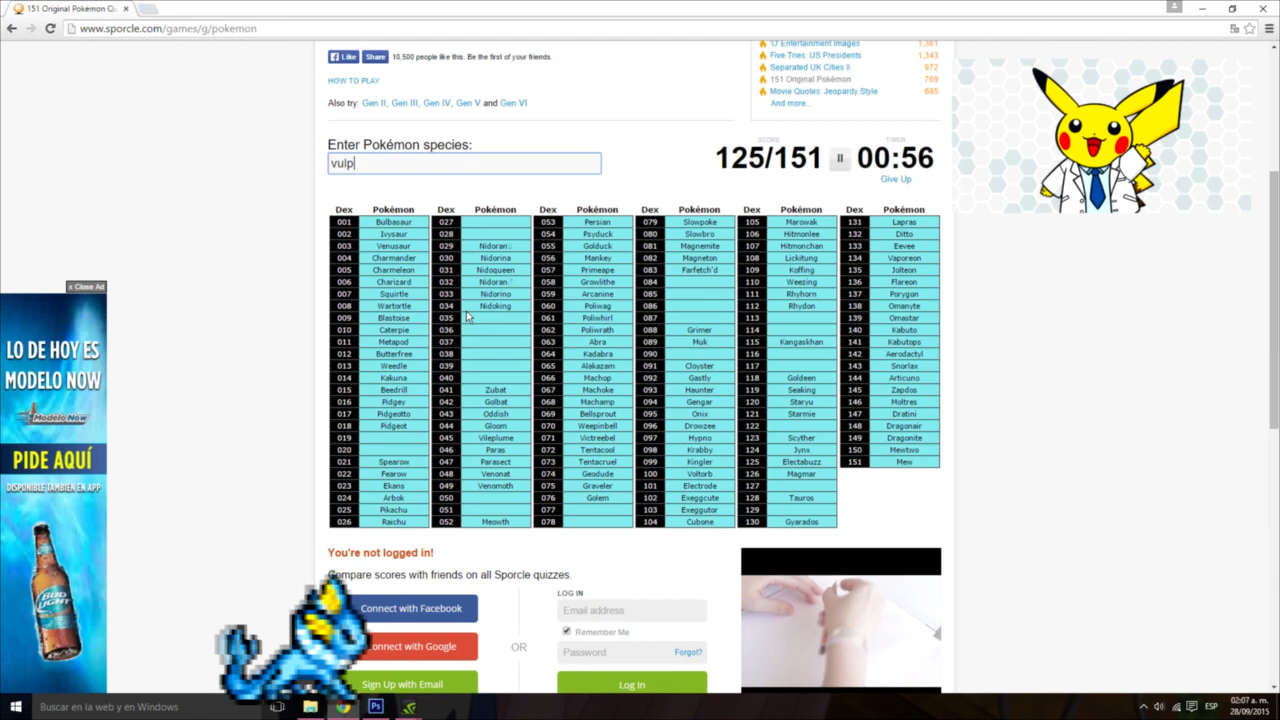 151 Original Pokémon Qu
www.sporcle.com/games/g/pokemon
Like Share 10,500 people like this. Be the first of your friends.
HOW TO PLAY
Also try: Gen II, Gen III, Gen IV, Gen V and Gen VI
'O' Entertainment Images 1,361
Five Tries: US Presidents 1,343
Separated UK Cities II 972
151 Original Pokémon 769
Movie Quotes: Jeopardy Style 685
And more...
Enter Pokémon species:
vulp
SCORE TIMER
125/151 00:56
Give Up
Dex Pokémon Dex Pokémon Dex Pokémon Dex Pokémon Dex Pokémon Dex Pokémon
001 Bulbasaur 027 053 Persian 079 Slowpoke 105 Marowak 131 Lapras
002 Ivysaur 028 054 Psyduck 080 Slowbro 106 Hitmonlee 132 Ditto
003 Venusaur 029 Nidoran 055 Golduck 081 Magnemite 107 Hitmonchan 133 Eevee
004 Charmander 030 Nidorina 056 Mankey 082 Magneton 108 Lickitung 134 Vaporeon
005 Charmeleon 031 Nidoqueen 057 Primeape 083 Farfetch'd 109 Koffing 135 Jolteon
006 Charizard 032 Nidoran 058 Growlithe 084 110 Weezing 136 Flareon
007 Squirtle 033 Nidorino 059 Arcanine 085 111 Rhyhorn 137 Porygon
008 Wartortle 034 Nidoking 060 Poliwag 086 112 Rhydon 138 Omanyte
009 Blastoise 035 061 Poliwhirl 087 113 139 Omastar
010 Caterpie 036 062 Poliwrath 088 Grimer 114 140 Kabuto
011 Metapod 037 063 Abra 089 Muk 115 Kangaskhan 141 Kabutops
012 Butterfree 038 064 Kadabra 090 116 142 Aerodactyl
013 Weedle 039 065 Alakazam 091 Cloyster 117 143 Snorlax
014 Kakuna 040 066 Machop 092 Gastly 118 Goldeen 144 Articuno
015 Beedrill 041 Zubat 067 Machoke 093 Haunter 119 Seaking 145 Zapdos
016 Pidgey 042 Golbat 068 Machamp 094 Gengar 120 Staryu 146 Moltres
017 Pidgeotto 043 Oddish 069 Bellsprout 095 Onix 121 Starmie 147 Dratini
018 Pidgeot 044 Gloom 070 Weepinbell 096 Drowzee 122 148 Dragonair
019 045 Vileplume 071 Victreebel 097 Hypno 123 Scyther 149 Dragonite
020 046 Paras 072 Tentacool 098 Krabby 124 Jynx 150 Mewtwo
021 Spearow 047 Parasect 073 Tentacruel 099 Kingler 125 Electabuzz 151 Mew
022 Fearow 048 Venonat 074 Geodude 100 Voltorb 126 Magmar
023 Ekans 049 Venomoth 075 Graveler 101 Electrode 127
024 Arbok 050 076 Golem 102 Exeggcute 128 Tauros
025 Pikachu 051 077 103 Exeggutor 129
026 Raichu 052 Meowth 078 104 Cubone 130 Gyarados
x Close Ad
LO DE HOY ES
MODELO NOW
Modelo Now
PIDE AQUÍ
DISPONIBLE TAMBIÉN EN APP
BUD LIGHT
You're not logged in!
Compare scores with friends on all Sporcle quizzes.
Connect with Facebook
Connect with Google
Sign Up with Email
OR
LOG IN
Email address
Remember Me
Password Forgot?
Log In
Buscar en la web y en Windows
Ps
ESP
02:07 a. m.
28/09/2015